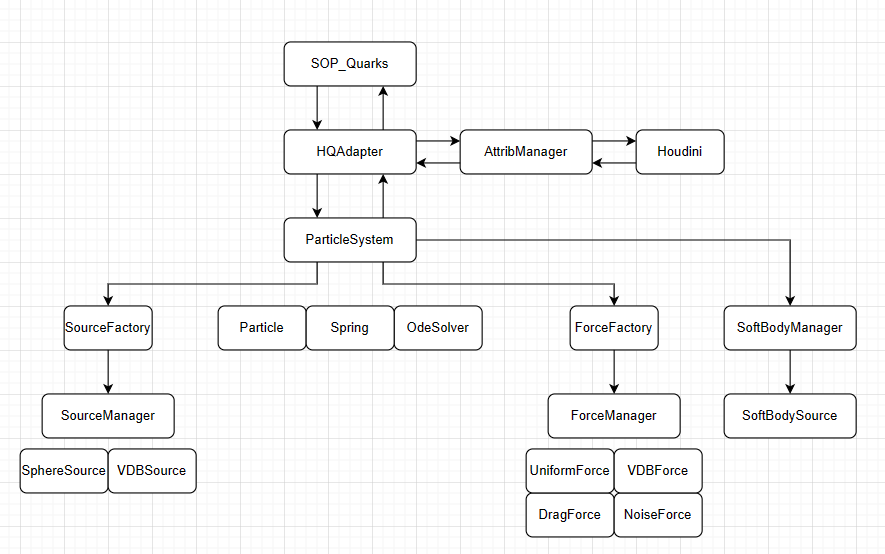 SOP_Quarks
HQAdapter
AttribManager
Houdini
ParticleSystem
SourceFactory
Particle
Spring
OdeSolver
ForceFactory
SoftBodyManager
SourceManager
ForceManager
SoftBodySource
SphereSource
VDBSource
UniformForce
VDBForce
DragForce
NoiseForce